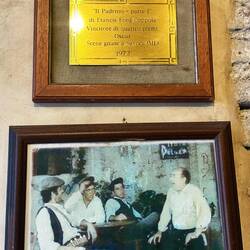 "Il Padrino - parte I"
di Francis Ford Coppola
Vincitore di quattro premi
Oscar
Scene girate a Savoca (ME)
1972